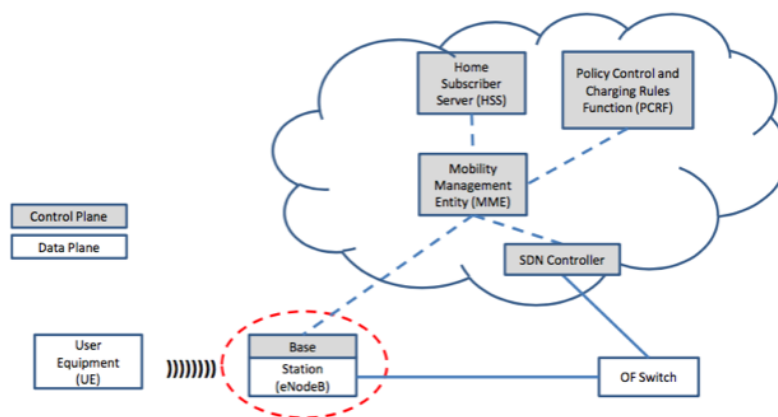 Home
Subscriber
Server (HSS)
Policy Control and
Charging Rules
Function (PCRF)
Mobility
Management
Entity (MME)
Control Plane
Data Plane
SDN Controller
User
Equipment
(UE)
Base
Station
(eNodeB)
OF Switch